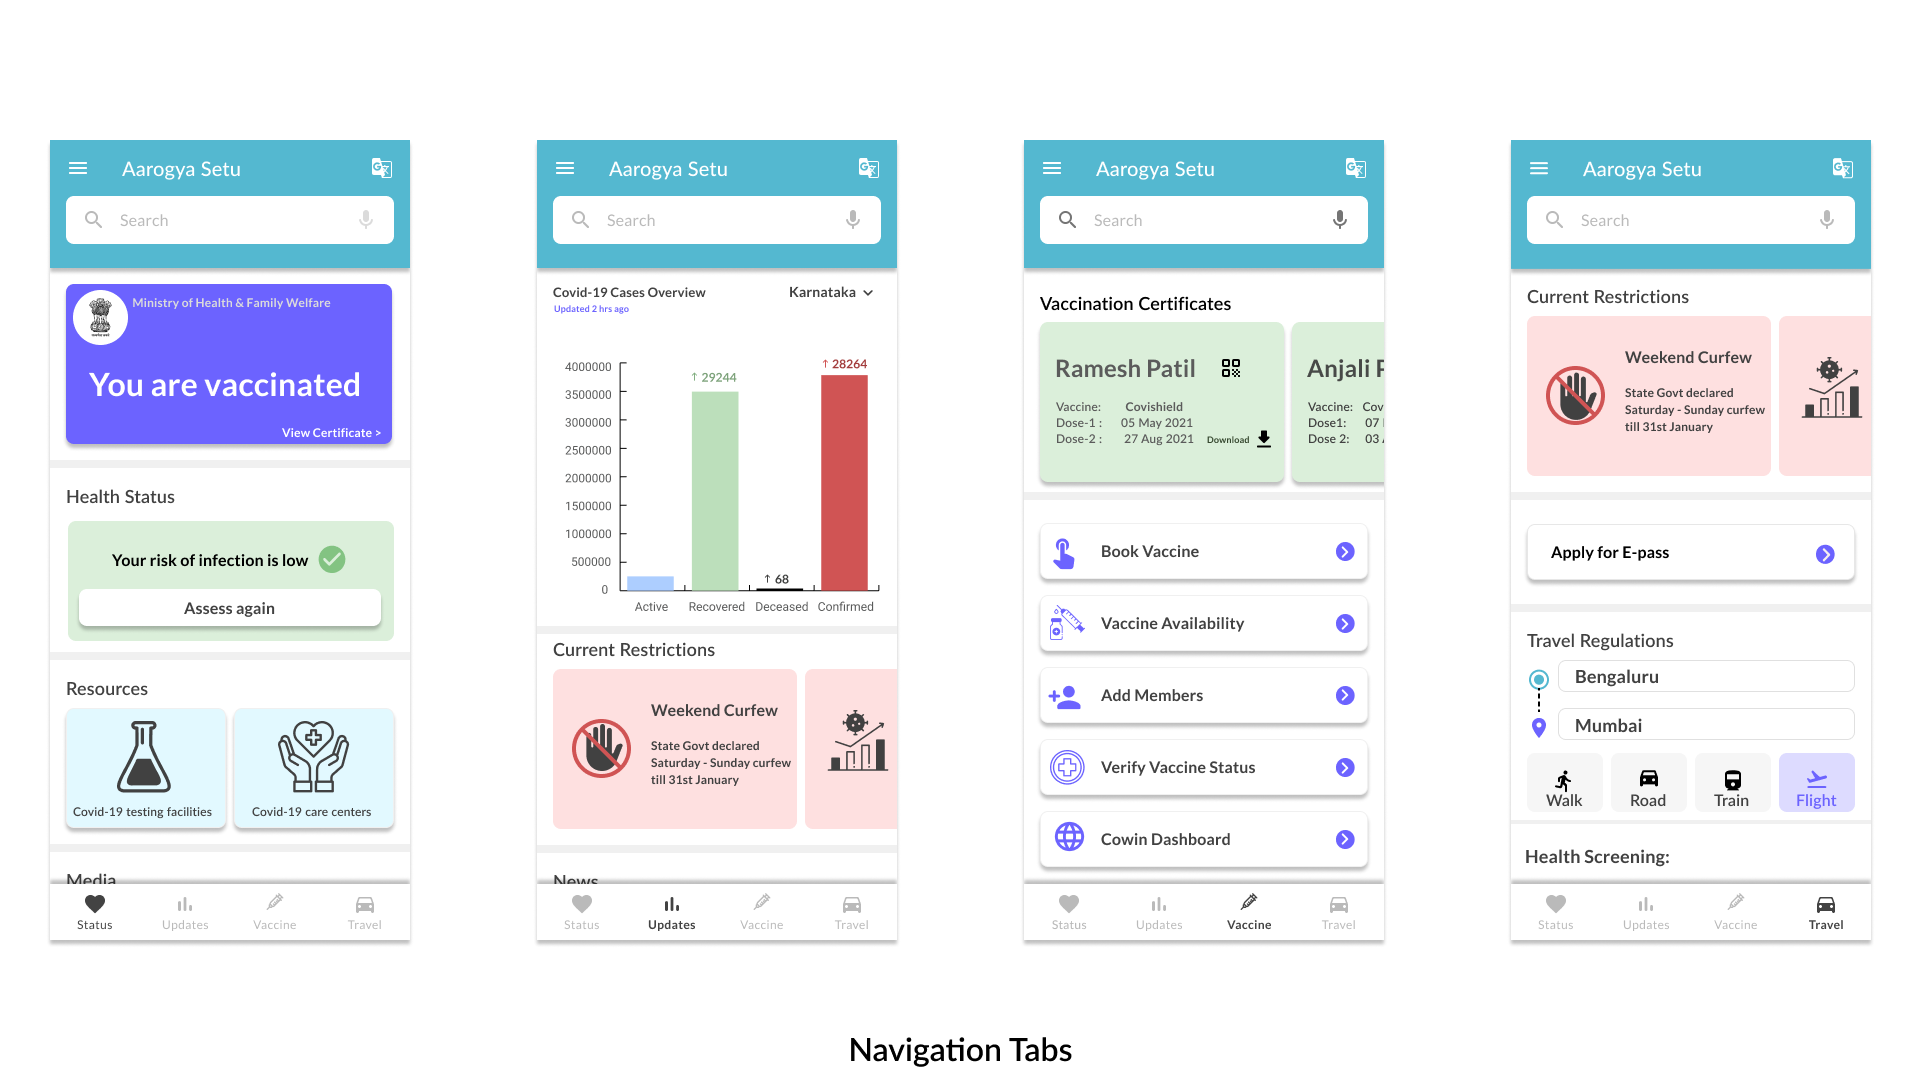 Aarogya Setu
Search
Ministry of Health & Family Welfare
You are vaccinated
View Certificate >
Health Status
Your risk of infection is low
Assess again
Resources
Covid-19 testing facilities
Covid-19 care centers
Media
Status
Updates
Vaccine
Travel
Aarogya Setu
Search
Covid-19 Cases Overview
Karnataka
Updated 2 hrs ago
4000000
3500000
3000000
2500000
2000000
1500000
1000000
500000
0
↑ 29244
↑ 68
↑ 28264
Active
Recovered
Deceased
Confirmed
Current Restrictions
Weekend Curfew
State Govt declared
Saturday - Sunday curfew
till 31st January
News
Status
Updates
Vaccine
Travel
Aarogya Setu
Search
Vaccination Certificates
Ramesh Patil
Vaccine: Covishield
Dose-1 : 05 May 2021
Dose-2 : 27 Aug 2021
Download
Anjali
Vaccine: Cov
Dose1: 07
Dose 2: 03
Book Vaccine
Vaccine Availability
Add Members
Verify Vaccine Status
Cowin Dashboard
Status
Updates
Vaccine
Travel
Aarogya Setu
Search
Current Restrictions
Weekend Curfew
State Govt declared
Saturday - Sunday curfew
till 31st January
Apply for E-pass
Travel Regulations
Bengaluru
Mumbai
Walk
Road
Train
Flight
Health Screening:
Status
Updates
Vaccine
Travel
Navigation Tabs